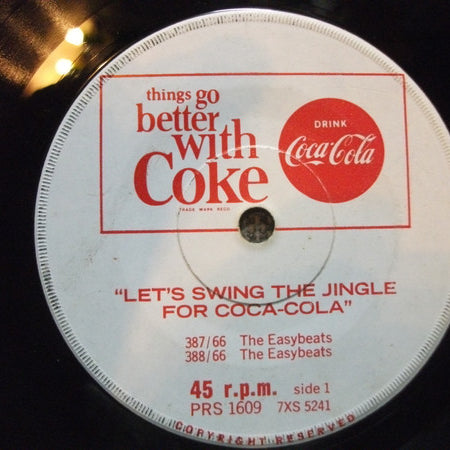 things go
better
with
Coke
TRADE MARK REGD
DRINK
Coca-Cola
"LET'S SWING THE JINGLE
FOR COCA-COLA"
387/66 The Easybeats
388/66 The Easybeats
45 r.p.m. side 1
PRS 1609 7XS 5241
COPYRIGHT RESERVED